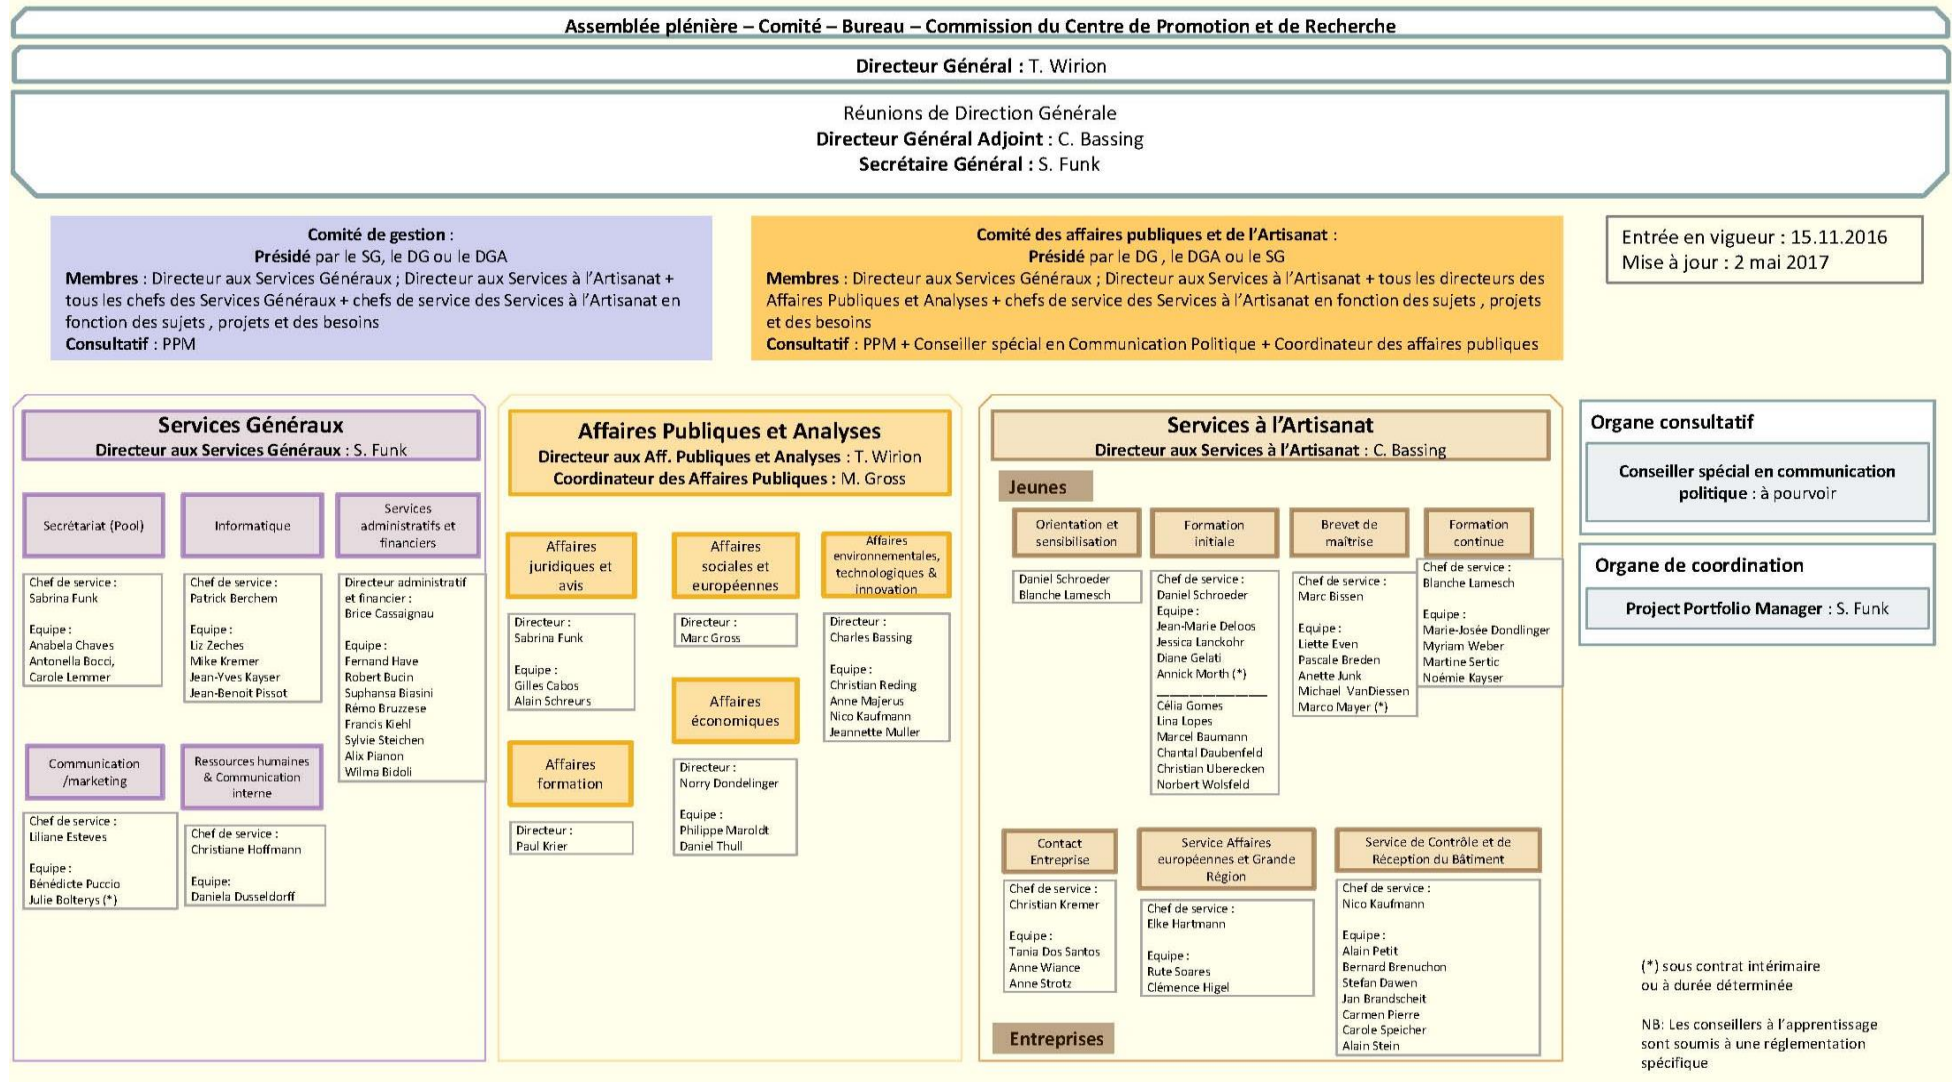 Assemblée plénière – Comité – Bureau – Commission du Centre de Promotion et de Recherche
Directeur Général : T. Wirion
Réunions de Direction Générale
Directeur Général Adjoint : C. Bassing
Secrétaire Général : S. Funk
Comité de gestion :
Présidé par le SG, le DG ou le DGA
Membres : Directeur aux Services Généraux ; Directeur aux Services à l'Artisanat +
tous les chefs des Services Généraux + chefs de service des Services à l'Artisanat en
fonction des sujets , projets et des besoins
Consultatif : PPM
Comité des affaires publiques et de l'Artisanat :
Présidé par le DG , le DGA ou le SG
Membres : Directeur aux Services Généraux ; Directeur aux Services à l'Artisanat + tous les directeurs des
Affaires Publiques et Analyses + chefs de service des Services à l'Artisanat en fonction des sujets , projets
et des besoins
Consultatif : PPM + Conseiller spécial en Communication Politique + Coordinateur des affaires publiques
Entrée en vigueur : 15.11.2016
Mise à jour : 2 mai 2017
Services Généraux
Directeur aux Services Généraux : S. Funk
Secrétariat (Pool)
Chef de service :
Sabrina Funk
Equipe :
Anabela Chaves
Antonella Bocci,
Carole Lemmer
Informatique
Chef de service :
Patrick Berchem
Equipe :
Liz Zeches
Mike Kremer
Jean-Yves Kayser
Jean-Benoit Pissot
Services
administratifs et
financiers
Directeur administratif
et financier :
Brice Cassaignau
Equipe :
Fernand Have
Robert Bucin
Suphansa Biasini
Rémo Bruzzese
Francis Kiehl
Sylvie Steichen
Alix Pianon
Wilma Bidoli
Communication
/marketing
Chef de service :
Liliane Esteves
Equipe :
Bénédicte Puccio
Julie Bolterys (*)
Ressources humaines
& Communication
interne
Chef de service :
Christiane Hoffmann
Equipe:
Daniela Dusseldorff
Affaires Publiques et Analyses
Directeur aux Aff. Publiques et Analyses : T. Wirion
Coordinateur des Affaires Publiques : M. Gross
Affaires
juridiques et
avis
Directeur :
Sabrina Funk
Equipe :
Gilles Cabos
Alain Schreurs
Affaires
sociales et
européennes
Directeur :
Marc Gross
Affaires
environnementales,
technologiques &
innovation
Directeur :
Charles Bassing
Equipe :
Christian Reding
Anne Majerus
Nico Kaufmann
Jeannette Muller
Affaires
formation
Directeur :
Paul Krier
Affaires
économiques
Directeur :
Norry Dondelinger
Equipe :
Philippe Maroldt
Daniel Thull
Services à l'Artisanat
Directeur aux Services à l'Artisanat : C. Bassing
Jeunes
Orientation et
sensibilisation
Daniel Schroeder
Blanche Lamesch
Formation
initiale
Chef de service :
Daniel Schroeder
Equipe :
Jean-Marie Deloos
Jessica Lanckohr
Diane Gelati
Annick Morth (*)
Célia Gomes
Lina Lopes
Marcel Baumann
Chantal Daubenfeld
Christian Uberecken
Norbert Wolsfeld
Brevet de
maîtrise
Chef de service :
Marc Bissen
Equipe :
Liette Even
Pascale Breden
Anette Junk
Michael VanDiessen
Marco Mayer (*)
Formation
continue
Chef de service :
Blanche Lamesch
Equipe :
Marie-Josée Dondlinger
Myriam Weber
Martine Sertic
Noémie Kayser
Contact
Entreprise
Chef de service :
Christian Kremer
Equipe :
Tania Dos Santos
Anne Wiance
Anne Strotz
Service Affaires
européennes et Grande
Région
Chef de service :
Elke Hartmann
Equipe :
Rute Soares
Clémence Higel
Service de Contrôle et de
Réception du Bâtiment
Chef de service :
Nico Kaufmann
Equipe :
Alain Petit
Bernard Brenuchon
Stefan Dawen
Jan Brandscheit
Carmen Pierre
Carole Speicher
Alain Stein
Entreprises
Organe consultatif
Conseiller spécial en communication
politique : à pourvoir
Organe de coordination
Project Portfolio Manager : S. Funk
(*) sous contrat intérimaire
ou à durée déterminée
NB: Les conseillers à l'apprentissage
sont soumis à une réglementation
spécifique